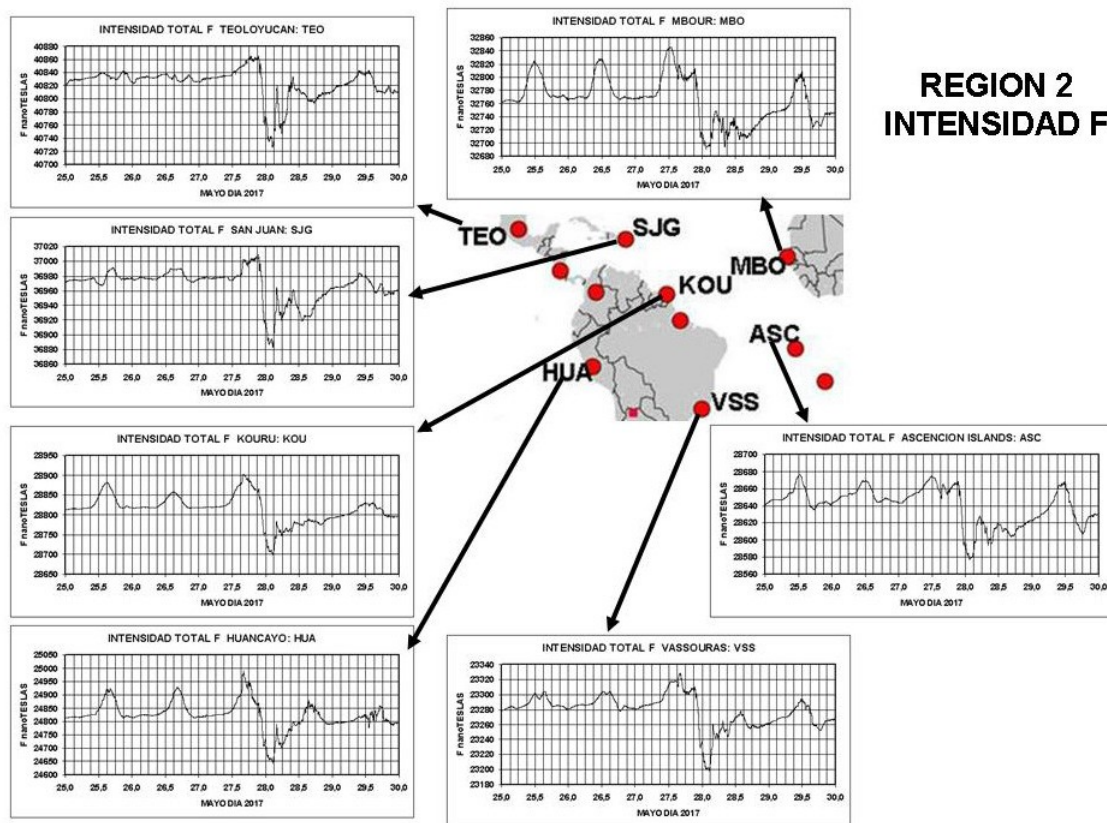 INTENSIDAD TOTAL F TEOLOYUCAN: TEO
F nanoTESLAS
40880
40860
40840
40820
40800
40780
40760
40740
40720
40700
25,0 25,5 26,0 26,5 27,0 27,5 28,0 28,5 29,0 29,5 30,0
MAYO DIA 2017
INTENSIDAD TOTAL F MBOUR: MBO
F nanoTESLAS
32860
32840
32820
32800
32780
32760
32740
32720
32700
32680
25,0 25,5 26,0 26,5 27,0 27,5 28,0 28,5 29,0 29,5 30,0
MAYO DIA 2017
REGION 2
INTENSIDAD F
INTENSIDAD TOTAL F SAN JUAN: SJG
F nanoTESLAS
37020
36980
36940
36900
36860
25,0 25,5 26,0 26,5 27,0 27,5 28,0 28,5 29,0 29,5 30,0
MAYO DIA 2017
TEO
SJG
MBO
KOU
ASC
HUA
VSS
INTENSIDAD TOTAL F KOURU: KOU
F nanoTESLAS
28950
28900
28850
28800
28750
28700
28650
25,0 25,5 26,0 26,5 27,0 27,5 28,0 28,5 29,0 29,5 30,0
MAYO DIA 2017
INTENSIDAD TOTAL F ASCENCION ISLANDS: ASC
F nanoTESLAS
28700
28680
28660
28640
28620
28600
28580
28560
25,0 25,5 26,0 26,5 27,0 27,5 28,0 28,5 29,0 29,5 30,0
MAYO DIA 2017
INTENSIDAD TOTAL F HUANCAYO: HUA
F nanoTESLAS
25050
25000
24950
24900
24850
24800
24750
24700
24650
24600
25,0 25,5 26,0 26,5 27,0 27,5 28,0 28,5 29,0 29,5 30,0
MAYO DIA 2017
INTENSIDAD TOTAL F VASSOURAS: VSS
F nanoTESLAS
23340
23320
23300
23280
23260
23240
23220
23200
23180
25,0 25,5 26,0 26,5 27,0 27,5 28,0 28,5 29,0 29,5 30,0
MAYO DIA 2017